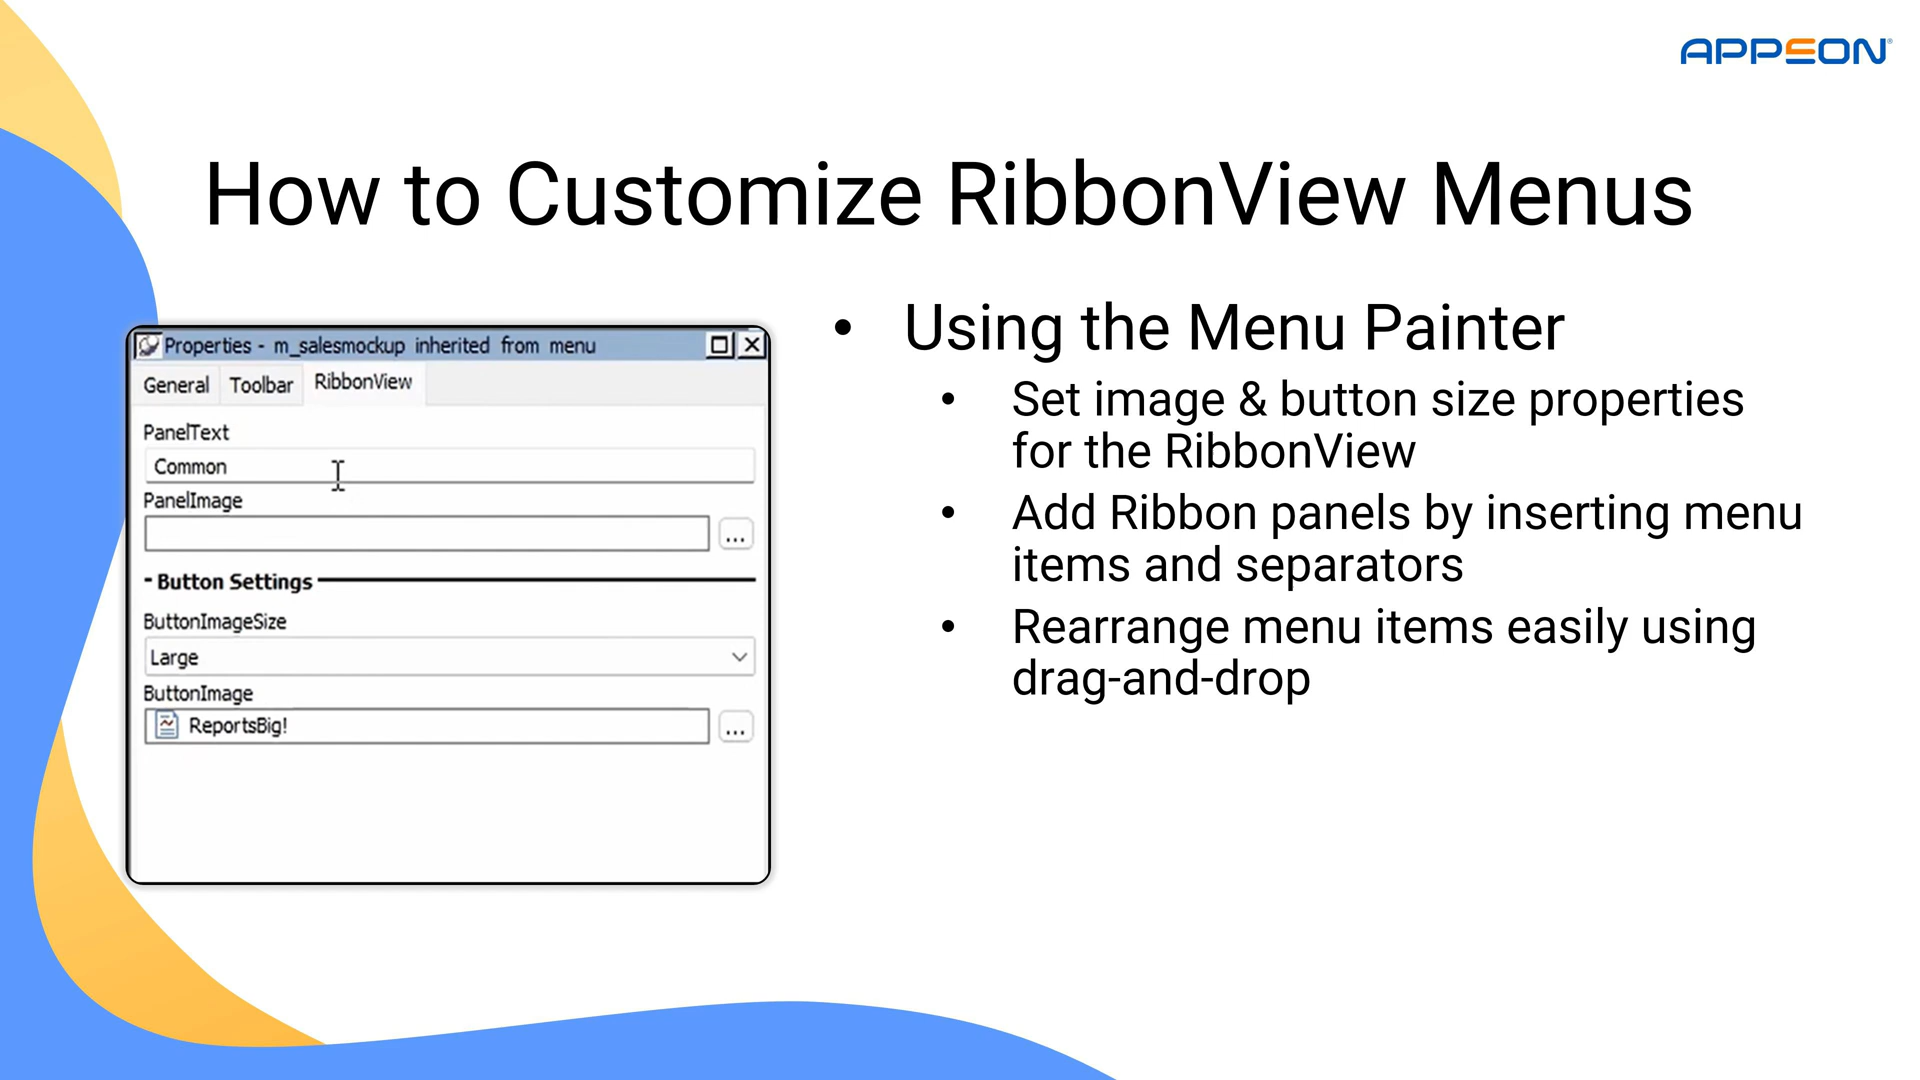 APPEON®
How to Customize RibbonView Menus
Properties - m_salesmockup inherited from menu
General Toolbar RibbonView
PanelText
Common
PanelImage
...
- Button Settings
ButtonImageSize
Large
ButtonImage
ReportsBig! ...
• Using the Menu Painter
• Set image & button size properties
for the RibbonView
• Add Ribbon panels by inserting menu
items and separators
• Rearrange menu items easily using
drag-and-drop